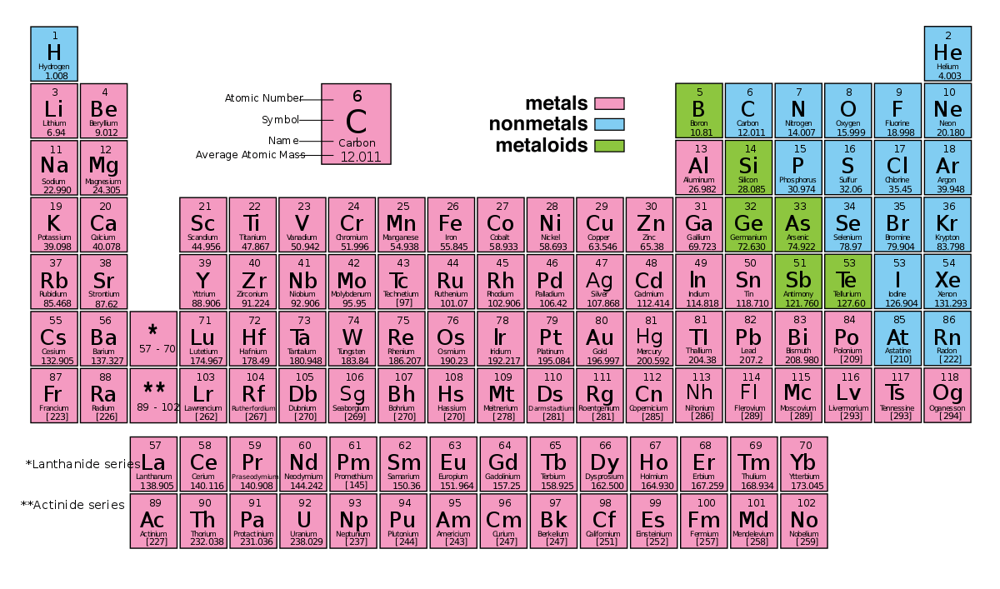 1 2
H He
Hydrogen Helium
1.008 4.003
3 4 5 6 7 8 9 10
Li Be B C N O F Ne
Lithium Beryllium Boron Carbon Nitrogen Oxygen Fluorine Neon
6.94 9.012 10.81 12.011 14.007 15.999 18.998 20.180
Atomic Number 6
Symbol C
Name Carbon
Average Atomic Mass 12.011
metals
nonmetals
metaloids
11 12 13 14 15 16 17 18
Na Mg Al Si P S Cl Ar
Sodium Magnesium Aluminum Silicon Phosphorus Sulfur Chlorine Argon
22.990 24.305 26.982 28.085 30.974 32.06 35.45 39.948
19 20 21 22 23 24 25 26 27 28 29 30 31 32 33 34 35 36
K Ca Sc Ti V Cr Mn Fe Co Ni Cu Zn Ga Ge As Se Br Kr
Potassium Calcium Scandium Titanium Vanadium Chromium Manganese Iron Cobalt Nickel Copper Zinc Gallium Germanium Arsenic Selenium Bromine Krypton
39.098 40.078 44.956 47.867 50.942 51.996 54.938 55.845 58.933 58.693 63.546 65.38 69.723 72.630 74.922 78.97 79.904 83.798
37 38 39 40 41 42 43 44 45 46 47 48 49 50 51 53 53 54
Rb Sr Y Zr Nb Mo Tc Ru Rh Pd Ag Cd In Sn Sb Te I Xe
Rubidium Strontium Yttrium Zirconium Niobium Molybdenum Technetium Ruthenium Rhodium Palladium Silver Cadmium Indium Tin Antimony Tellurium Iodine Xenon
85.468 87.62 88.906 91.224 92.906 95.95 [97] 101.07 102.906 106.42 107.868 112.414 114.818 118.710 121.760 127.60 126.904 131.293
55 56 * 71 72 73 74 75 76 76 78 80 81 81 82 83 84 85 86
Cs Ba 57 - 70 Lu Hf Ta W Re Os Ir Pt Au Hg Tl Pb Bi Po At Rn
Cesium Barium Lutetium Hafnium Tantalum Tungsten Rhenium Osmium Iridium Platinum Gold Mercury Thallium Lead Bismuth Polonium Astatine Radon
132.905 137.327 174.967 178.49 180.948 183.84 186.207 190.23 192.217 195.084 196.997 200.592 204.38 207.2 208.980 [209] [210] [222]
87 88 ** 103 104 105 106 107 108 109 110 111 112 113 114 115 116 117 118
Fr Ra 89 - 102 Lr Rf Db Sg Bh Hs Mt Ds Rg Cn Nh Fl Mc Lv Ts Og
Francium Radium Lawrencium Rutherfordium Dubnium Seaborgium Bohrium Hassium Meitnerium Darmstadtium Roentgenium Copernicium Nihonium Flerovium Moscovium Livermorium Tennessine Oganesson
[223] [226] [262] [267] [270] [269] [270] [270] [278] [281] [281] [285] [286] [289] [289] [293] [293] [294]
57 58 59 60 61 62 63 64 65 66 67 68 69 70
*Lanthanide series La Ce Pr Nd Pm Sm Eu Gd Tb Dy Ho Er Tm Yb
Lanthanum Cerium Praseodymium Neodymium Promethium Samarium Europium Gadolinium Terbium Dysprosium Holmium Erbium Thulium Ytterbium
138.905 140.116 140.908 144.242 [145] 150.36 151.964 157.25 158.925 162.500 164.930 167.259 168.934 173.045
**Actinide series 89 90 91 92 93 94 95 96 97 98 99 100 101 102
Ac Th Pa U Np Pu Am Cm Bk Cf Es Fm Md No
Actinium Thorium Protactinium Uranium Neptunium Plutonium Americium Curium Berkelium Californium Einsteinium Fermium Mendelevium Nobelium
[227] 232.038 231.036 238.029 [237] [244] [243] [247] [247] [251] [252] [257] [258] [259]